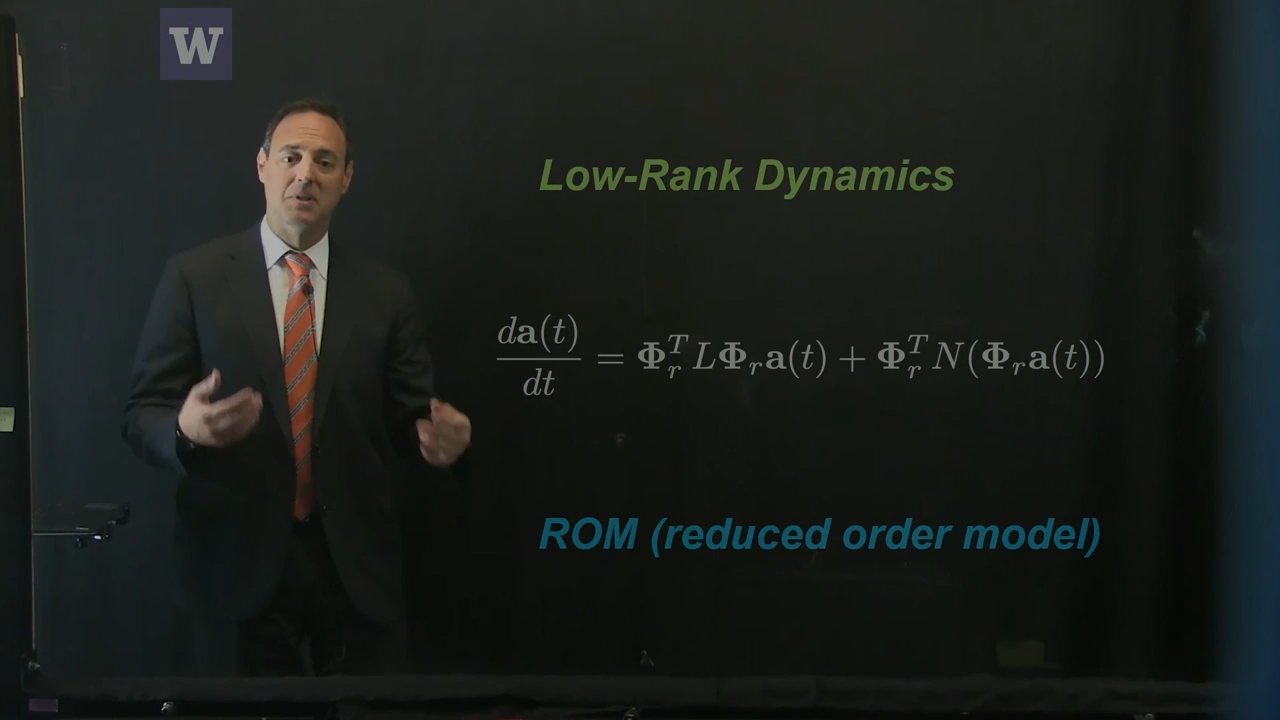 W
Low-Rank Dynamics
da(t)/dt = Φ_r^T LΦ_r a(t) + Φ_r^T N(Φ_r a(t))
ROM (reduced order model)